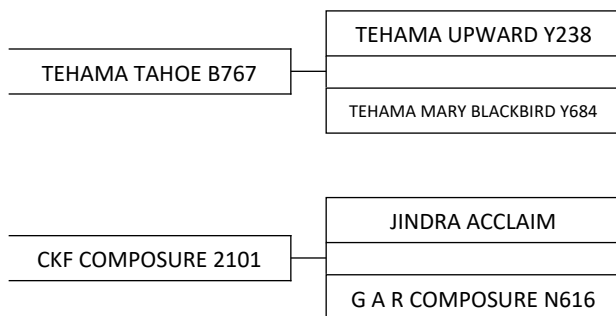 TEHAMA UPWARD Y238
TEHAMA TAHOE B767
TEHAMA MARY BLACKBIRD Y684
JINDRA ACCLAIM
CKF COMPOSURE 2101
G A R COMPOSURE N616